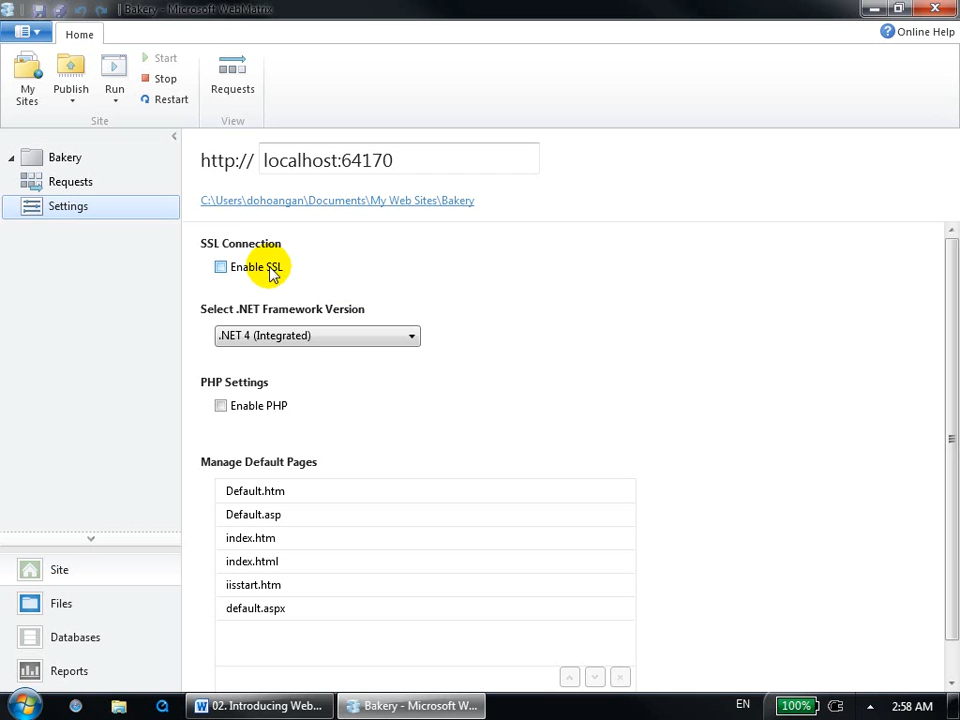 Bakery - Microsoft WebMatrix
Home
Online Help
My Sites
Publish
Run
Start
Stop
Restart
Requests
Site
View
Bakery
Requests
Settings
http:// localhost:64170
C:\Users\dohoangan\Documents\My Web Sites\Bakery
SSL Connection
Enable SSL
Select .NET Framework Version
.NET 4 (Integrated)
PHP Settings
Enable PHP
Manage Default Pages
Default.htm
Default.asp
index.htm
index.html
iisstart.htm
default.aspx
Site
Files
Databases
Reports
02. Introducing Web...
Bakery - Microsoft W...
EN
100%
2:58 AM